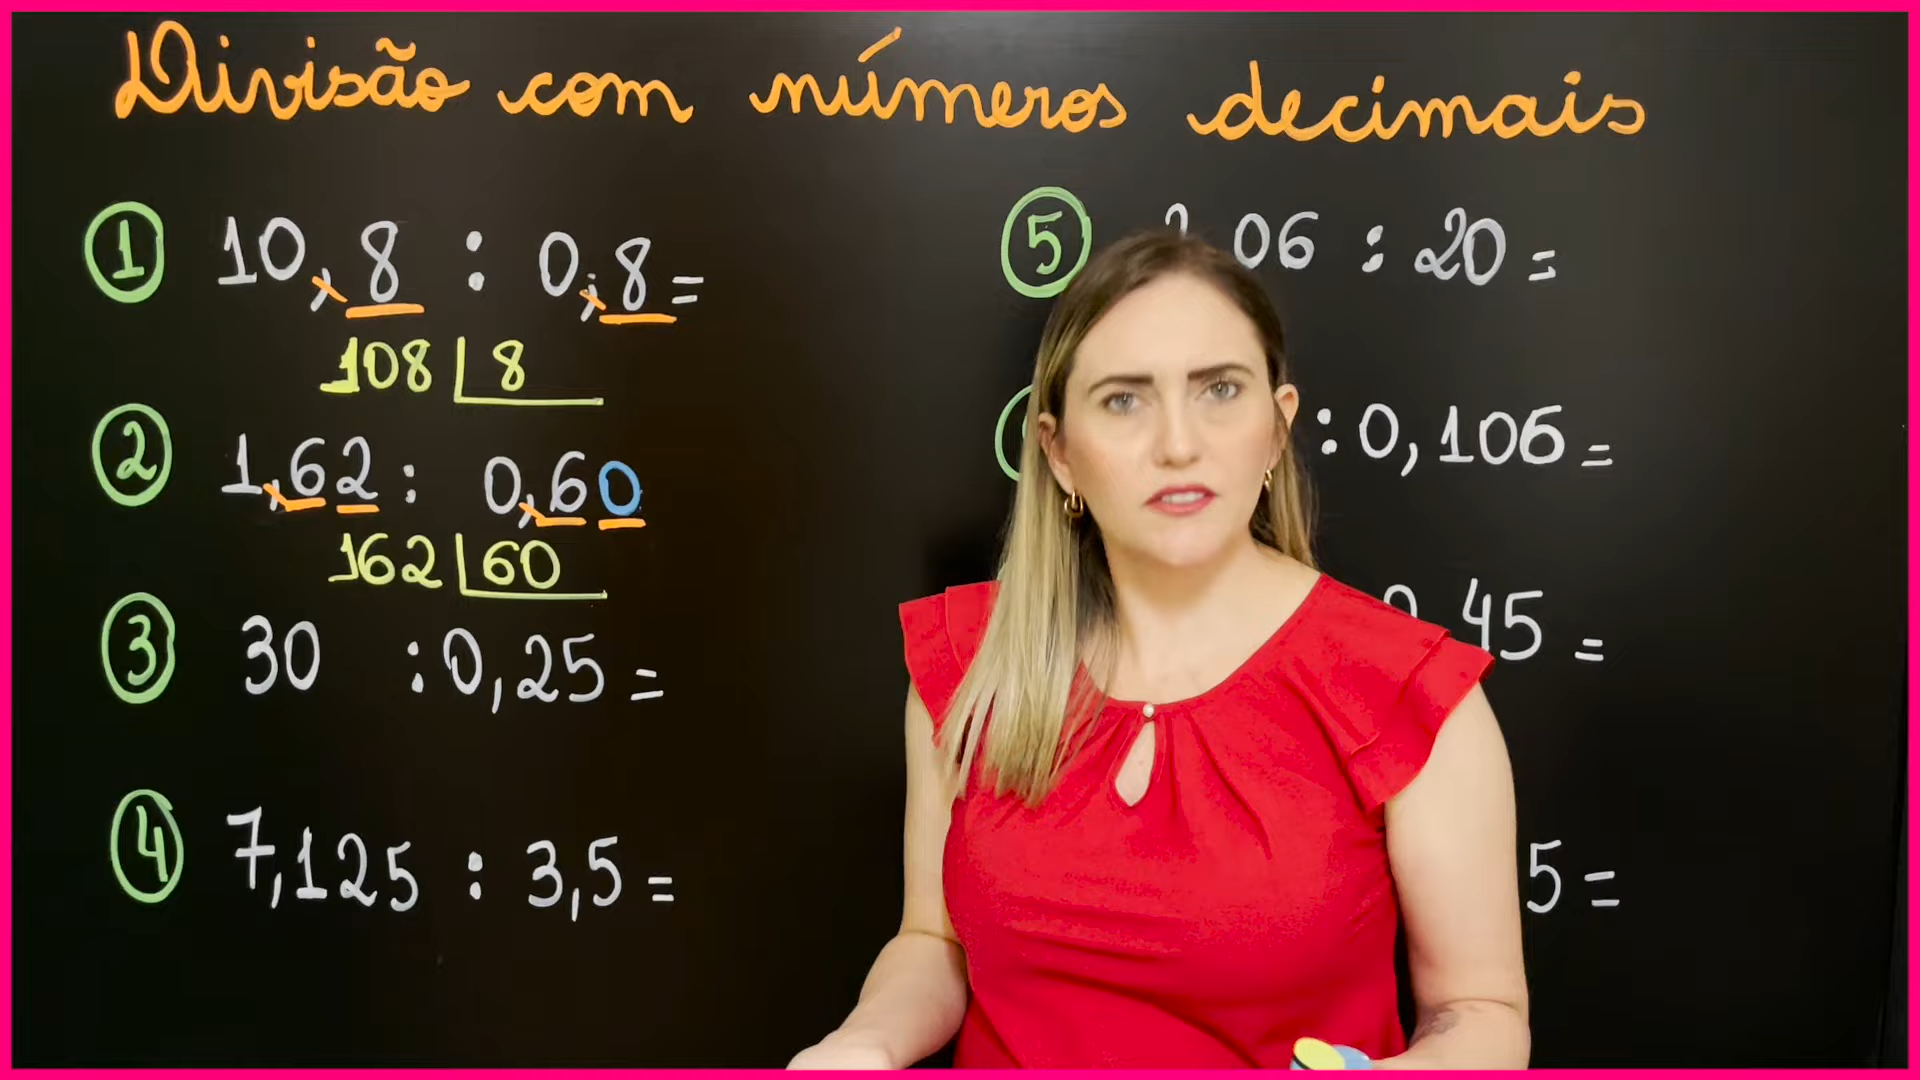 Divisão com números decimais
1 10,8 : 0,8 =
108 8
2 1,62 : 0,60
162 60
3 30 : 0,25 =
4 7,125 : 3,5 =
5 06 : 20 =
: 0,106 =
45 =
5 =